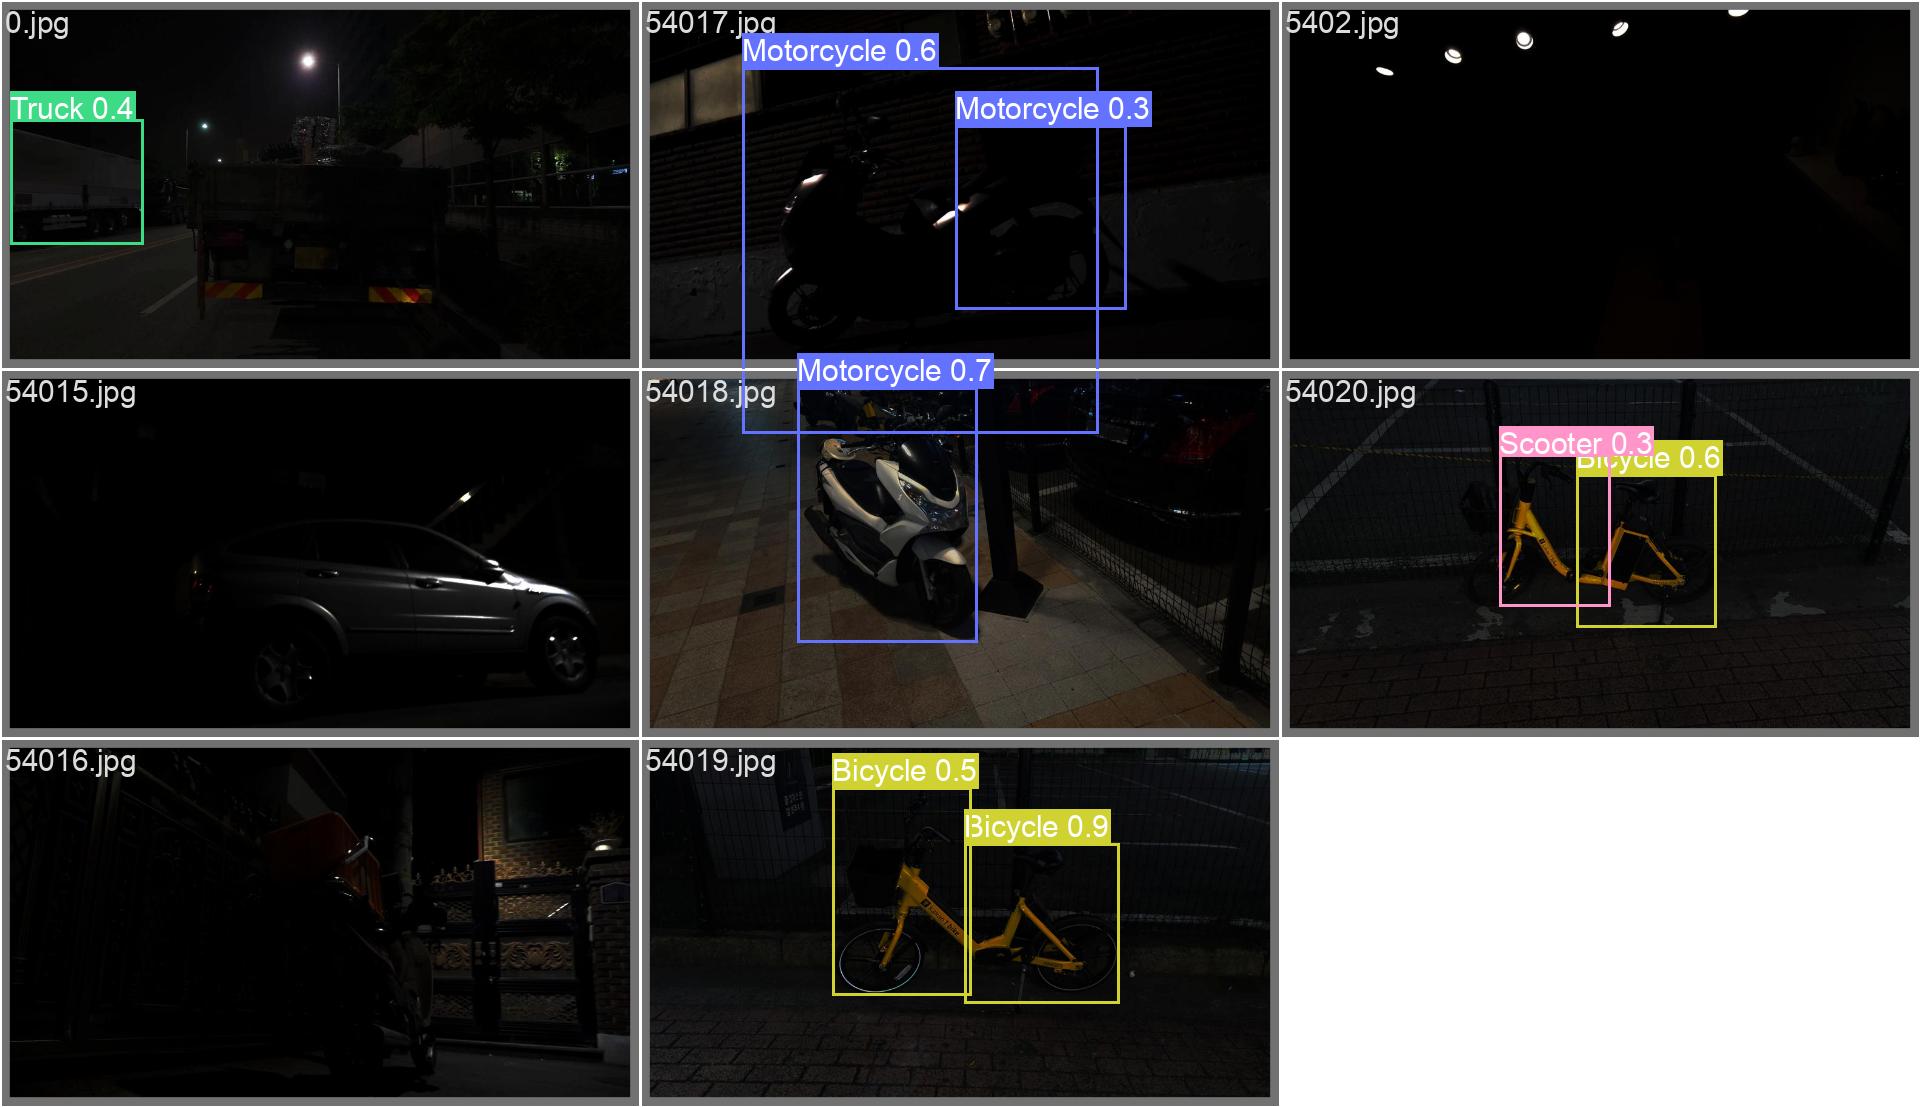 0.jpg
Truck 0.4
54017.jpg
Motorcycle 0.6
Motorcycle 0.3
5402.jpg
54015.jpg
54018.jpg
Motorcycle 0.7
54020.jpg
Scooter 0.3
Bicycle 0.6
54016.jpg
54019.jpg
Bicycle 0.5
Bicycle 0.9